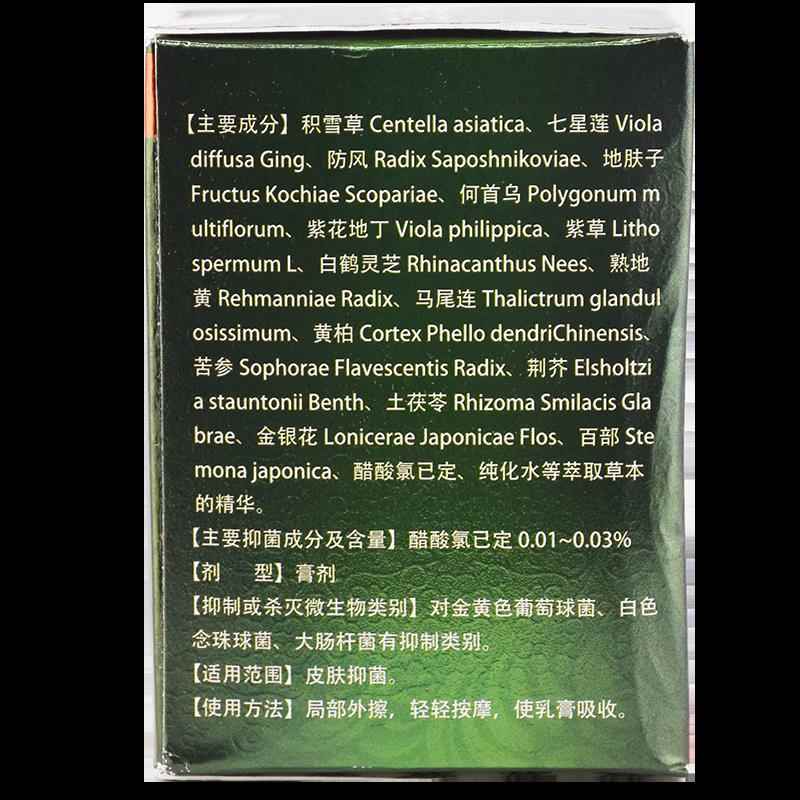 【主要成分】积雪草 Centella asiatica、七星莲 Viola
diffusa Ging、防风 Radix Saposhnikoviae、地肤子
Fructus Kochiae Scopariae、何首乌 Polygonum m
ultiflorum、紫花地丁 Viola philippica、紫草 Litho
spermum L、白鹤灵芝 Rhinacanthus Nees、熟地
黄 Rehmanniae Radix、马尾连 Thalictrum glandul
osissimum、黄柏 Cortex Phello dendriChinensis、
苦参 Sophorae Flavescentis Radix、荆芥 Elsholtzi
a stauntonii Benth、土茯苓 Rhizoma Smilacis Gla
brae、金银花 Lonicerae Japonicae Flos、百部 Ste
mona japonica、醋酸氯已定、纯化水等萃取草本
的精华。
【主要抑菌成分及含量】醋酸氯已定 0.01~0.03%
【剂 型】膏剂
【抑制或杀灭微生物类别】对金黄色葡萄球菌、白色
念珠球菌、大肠杆菌有抑制类别。
【适用范围】皮肤抑菌。
【使用方法】局部外擦，轻轻按摩，使乳膏吸收。